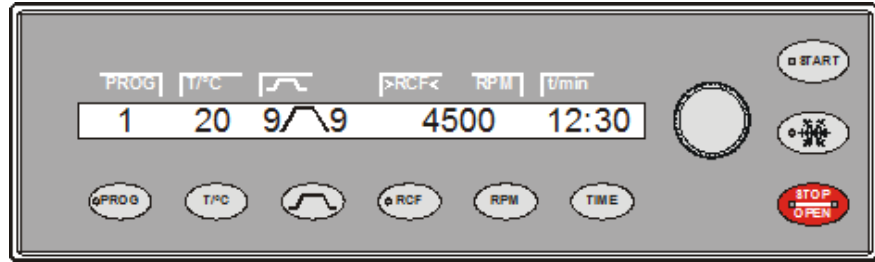 PROG T/°C >RCF< RPM t/min
1 20 9 9 4500 12:30
START
PROG T/°C RCF RPM TIME
STOP
OPEN